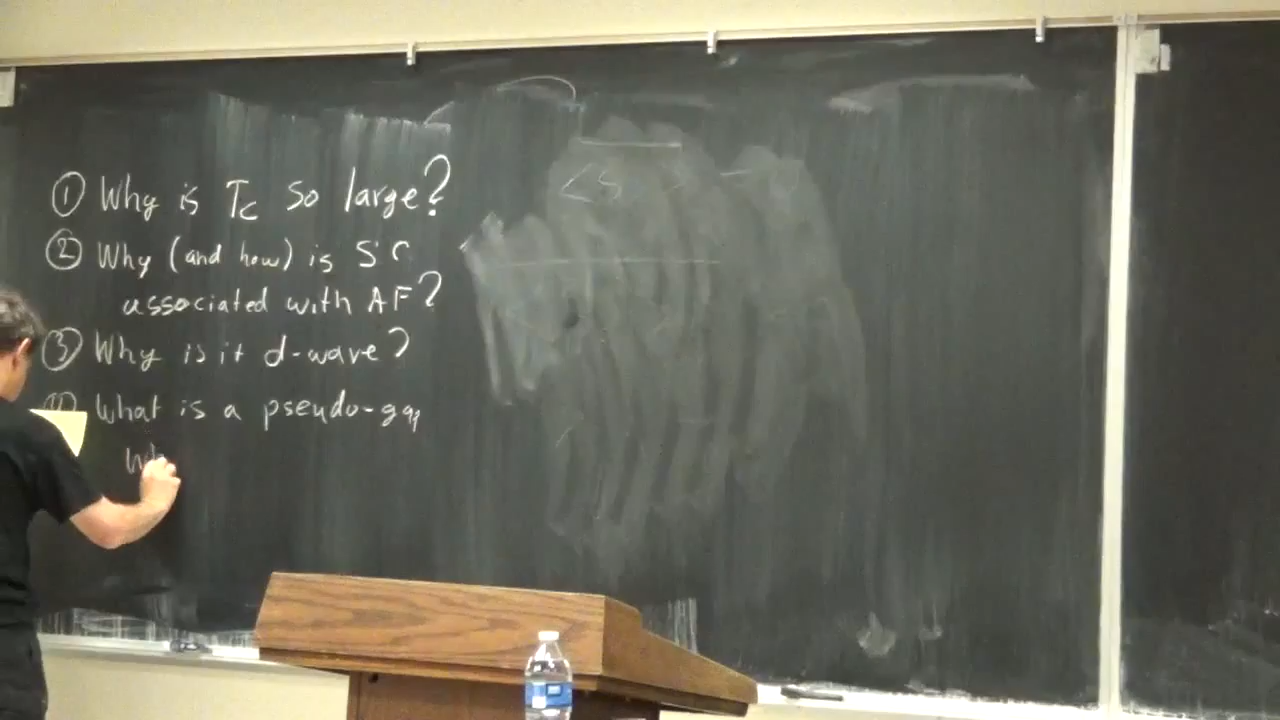 ① Why is Tc so large?
② Why (and how) is SC
associated with AF?
③ Why is it d-wave?
What is a pseudo-gap
Wh